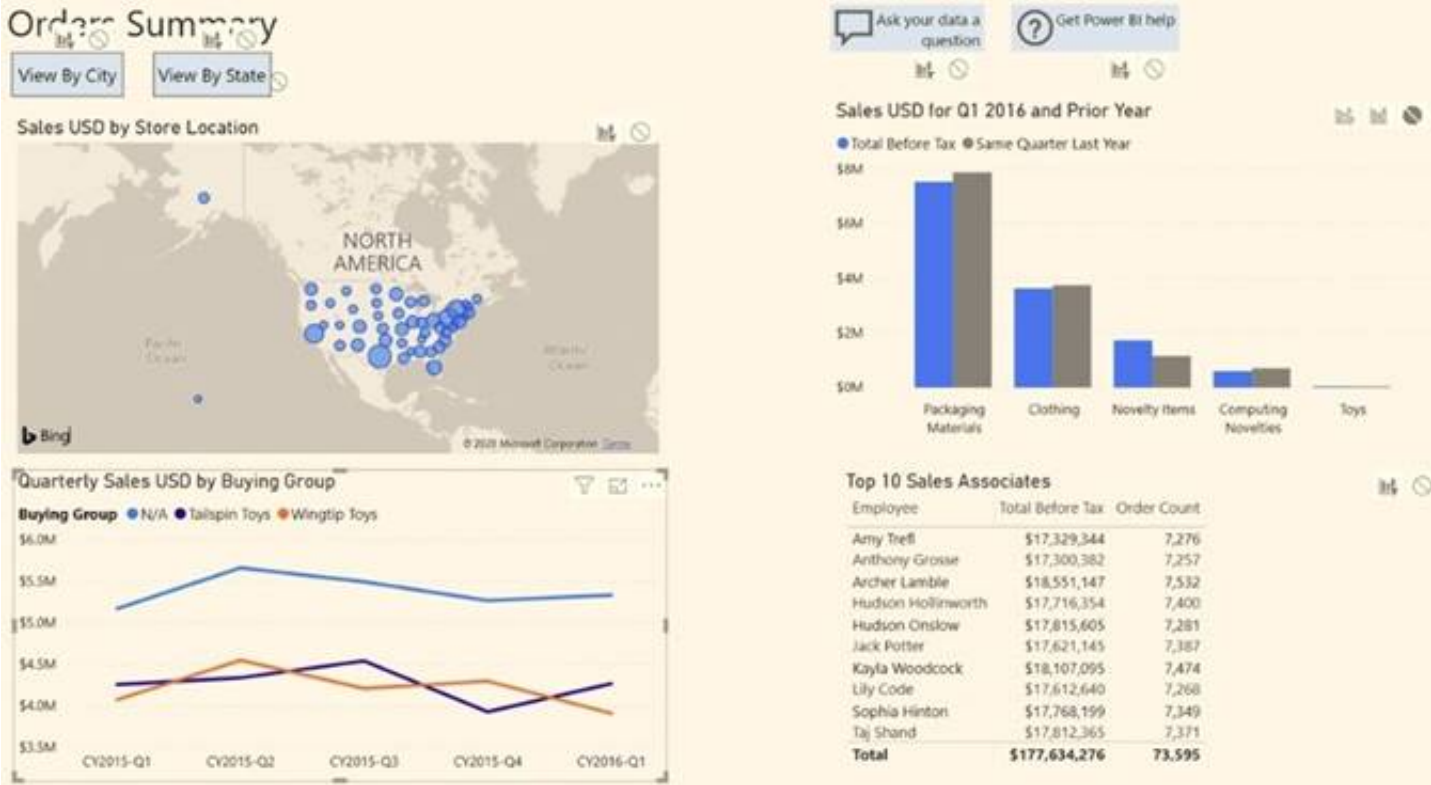 Orders Summary
View By City
View By State
Ask your data a
question
Get Power BI help
Sales USD by Store Location
NORTH
AMERICA
Pacific
Ocean
Atlantic
Ocean
Bing
© 2020 Microsoft Corporation Terms
Sales USD for Q1 2016 and Prior Year
Total Before Tax Same Quarter Last Year
$8M
$6M
$4M
$2M
$0M
Packaging
Materials
Clothing
Novelty Items
Computing
Novelties
Toys
Quarterly Sales USD by Buying Group
Buying Group N/A Tailspin Toys Wingtip Toys
$6.0M
$5.5M
$5.0M
$4.5M
$4.0M
$3.5M
CY2015-Q1 CY2015-Q2 CY2015-Q3 CY2015-Q4 CY2016-Q1
Top 10 Sales Associates
Employee Total Before Tax Order Count
Amy Trefl $17,329,344 7,276
Anthony Grosse $17,300,382 7,257
Archer Lamble $18,551,147 7,532
Hudson Hollinworth $17,716,354 7,400
Hudson Onslow $17,815,605 7,281
Jack Potter $17,621,145 7,387
Kayla Woodcock $18,107,095 7,474
Lily Code $17,612,640 7,268
Sophia Hinton $17,768,199 7,349
Taj Shand $17,812,365 7,371
Total $177,634,276 73,595